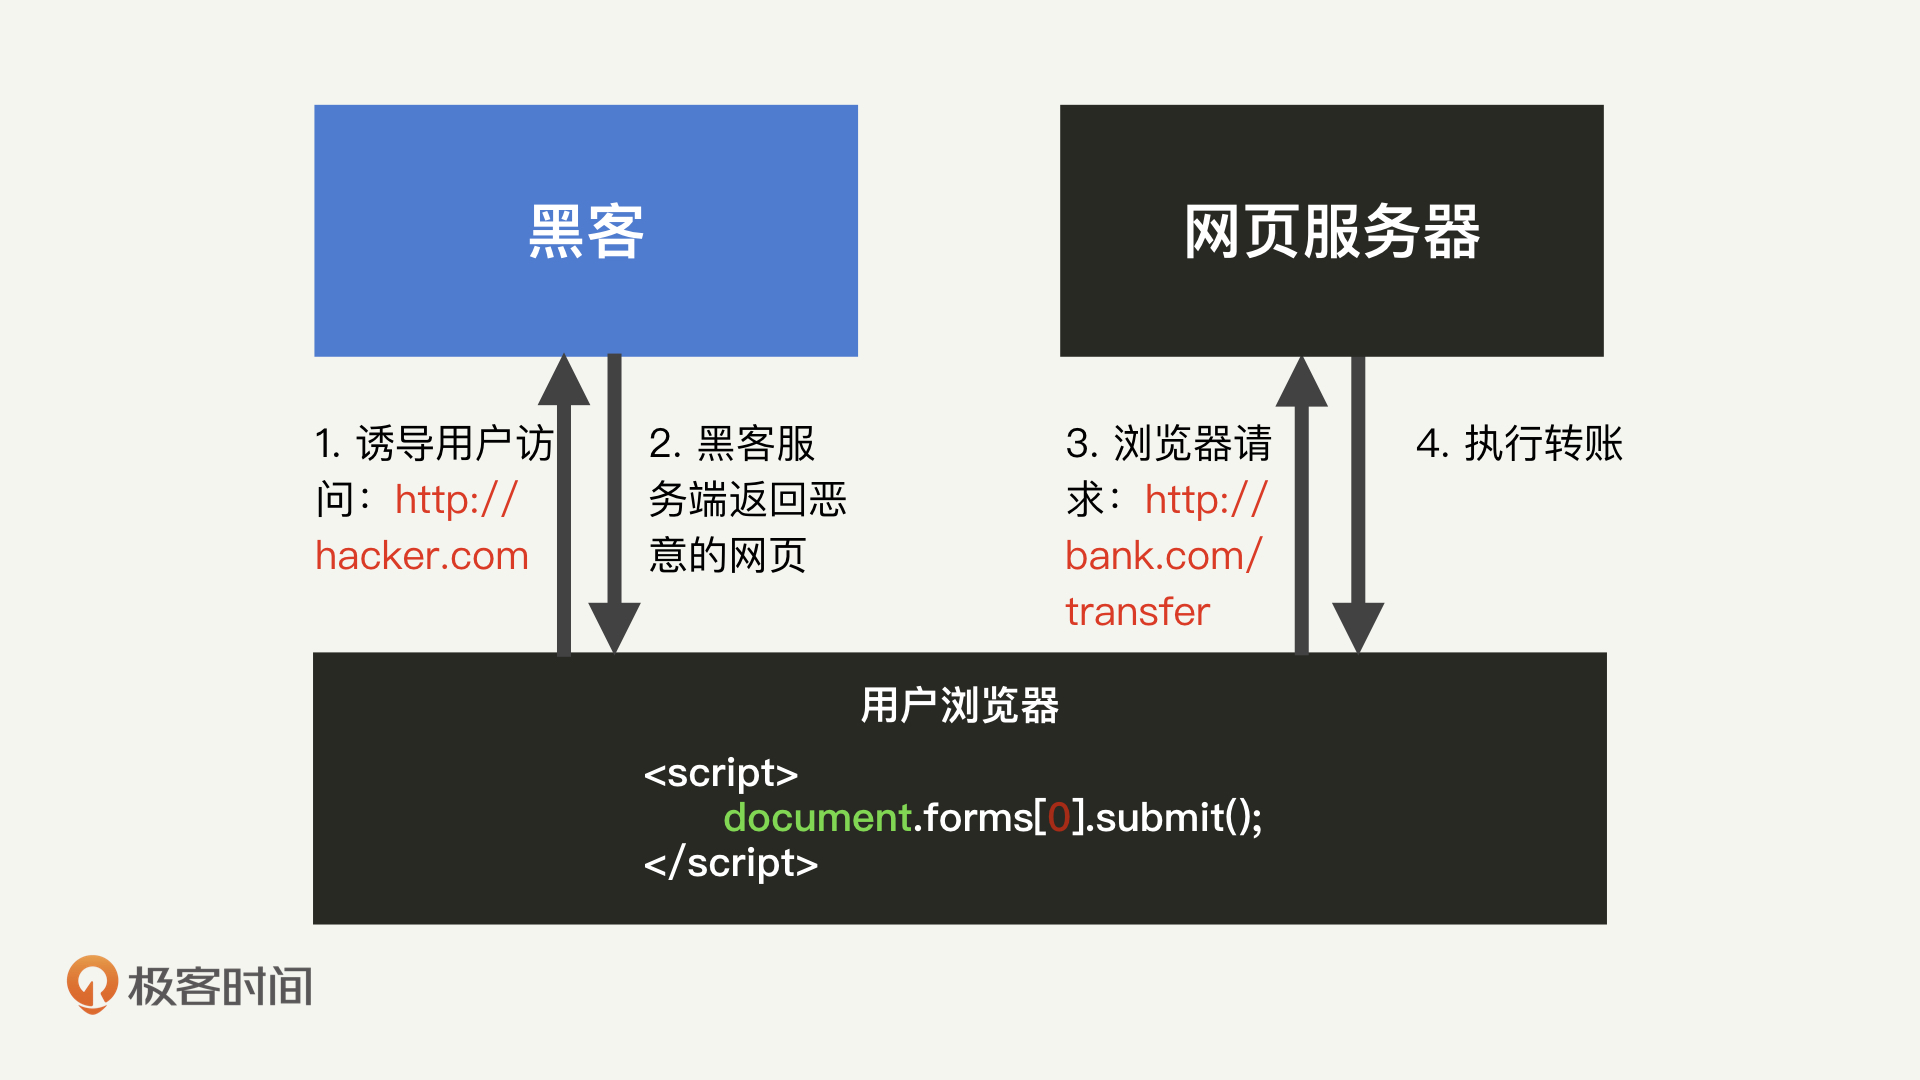 黑客
网页服务器
1. 诱导用户访
问：http://
hacker.com
2. 黑客服
务端返回恶
意的网页
3. 浏览器请
求：http://
bank.com/
transfer
4. 执行转账
用户浏览器
<script>
document.forms[0].submit();
</script>
极客时间